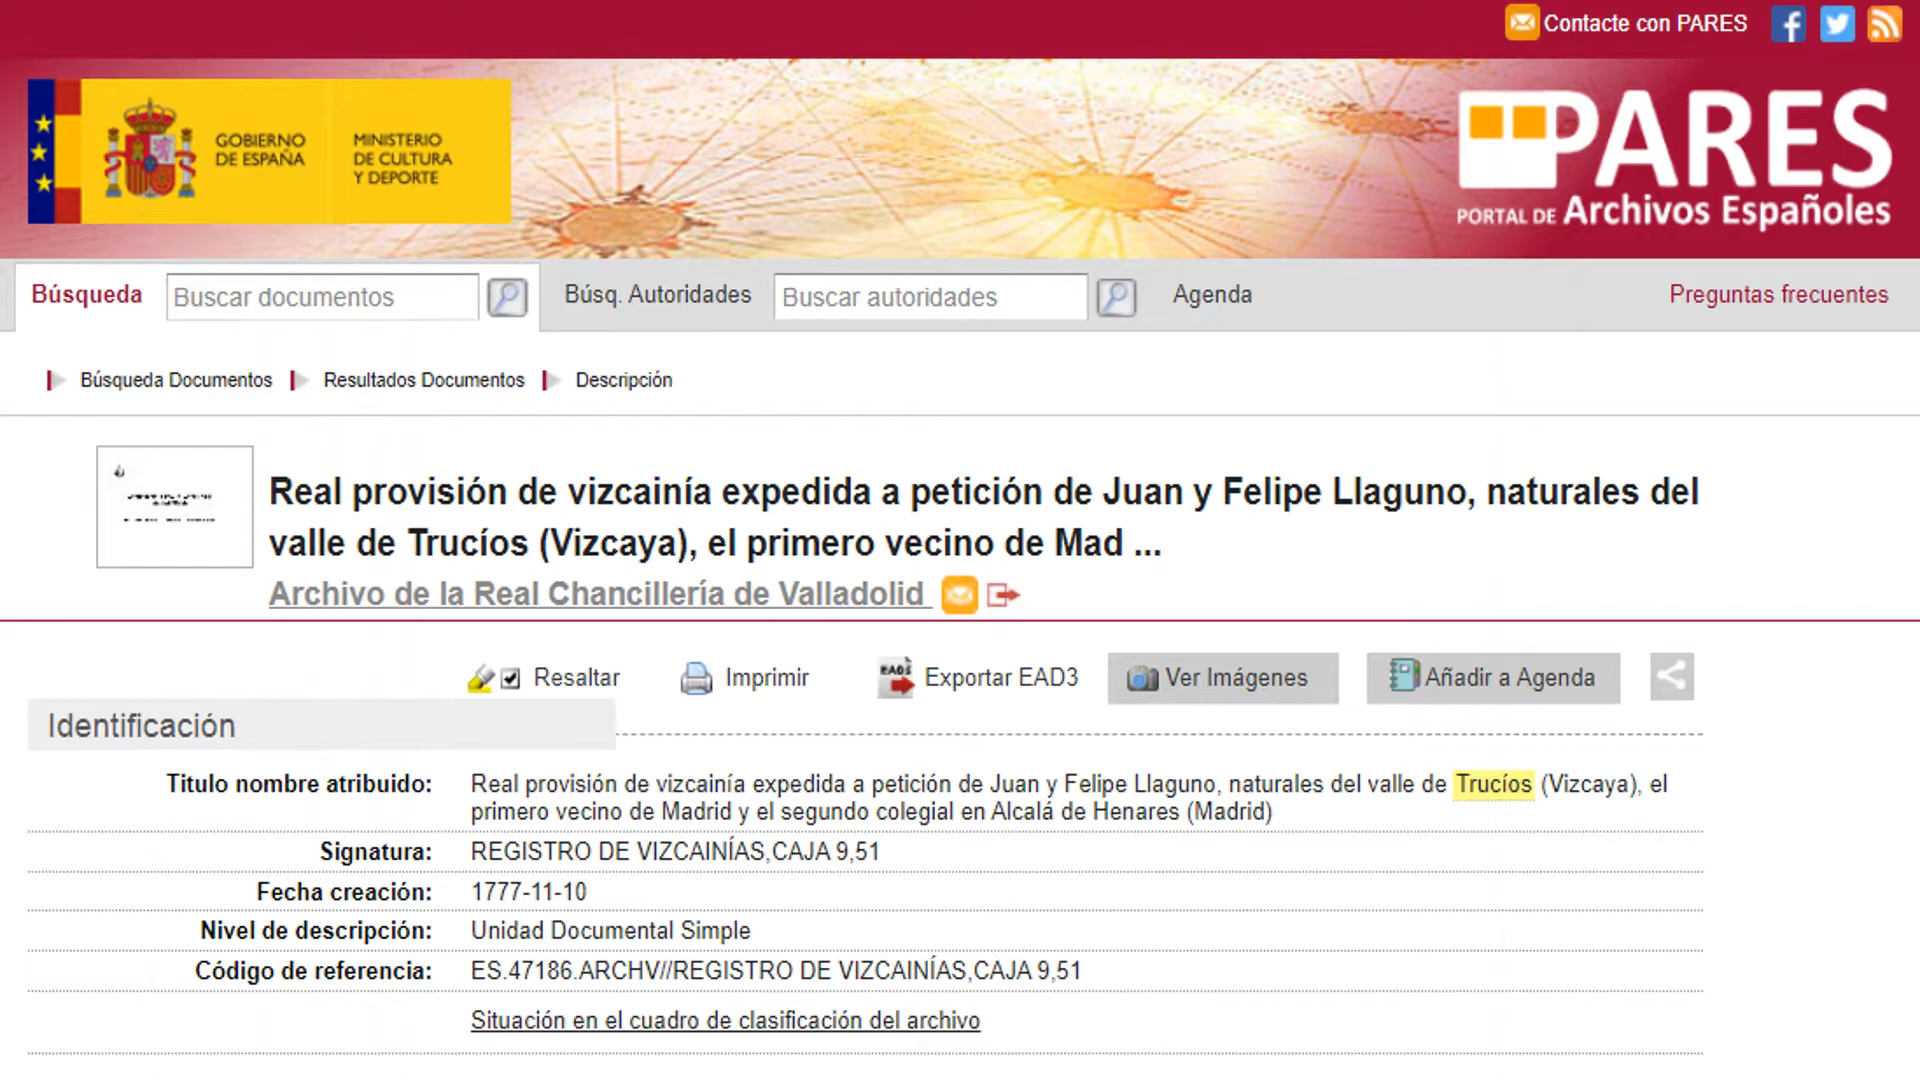 Contacte con PARES
GOBIERNO
DE ESPAÑA
MINISTERIO
DE CULTURA
Y DEPORTE
PARES
PORTAL DE Archivos Españoles
Búsqueda
Buscar documentos
Búsq. Autoridades
Buscar autoridades
Agenda
Preguntas frecuentes
Búsqueda Documentos
Resultados Documentos
Descripción
Real provisión de vizcainía expedida a petición de Juan y Felipe Llaguno, naturales del
valle de Trucíos (Vizcaya), el primero vecino de Mad ...
Archivo de la Real Chancillería de Valladolid
Resaltar
Imprimir
EAD3
Exportar EAD3
Ver Imágenes
Añadir a Agenda
Identificación
Titulo nombre atribuido:
Real provisión de vizcainía expedida a petición de Juan y Felipe Llaguno, naturales del valle de Trucíos (Vizcaya), el
primero vecino de Madrid y el segundo colegial en Alcalá de Henares (Madrid)
Signatura:
REGISTRO DE VIZCAINÍAS,CAJA 9,51
Fecha creación:
1777-11-10
Nivel de descripción:
Unidad Documental Simple
Código de referencia:
ES.47186.ARCHV//REGISTRO DE VIZCAINÍAS,CAJA 9,51
Situación en el cuadro de clasificación del archivo